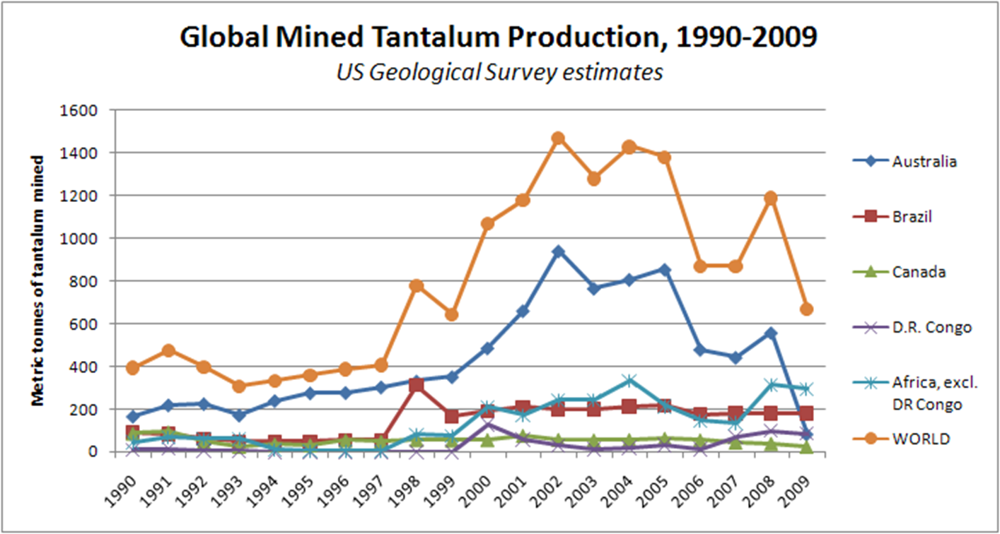 Global Mined Tantalum Production, 1990-2009
US Geological Survey estimates
Metric tonnes of tantalum mined
1600
1400
1200
1000
800
600
400
200
0
1990
1991
1992
1993
1994
1995
1996
1997
1998
1999
2000
2001
2002
2003
2004
2005
2006
2007
2008
2009
Australia
Brazil
Canada
D.R. Congo
Africa, excl.
DR Congo
WORLD